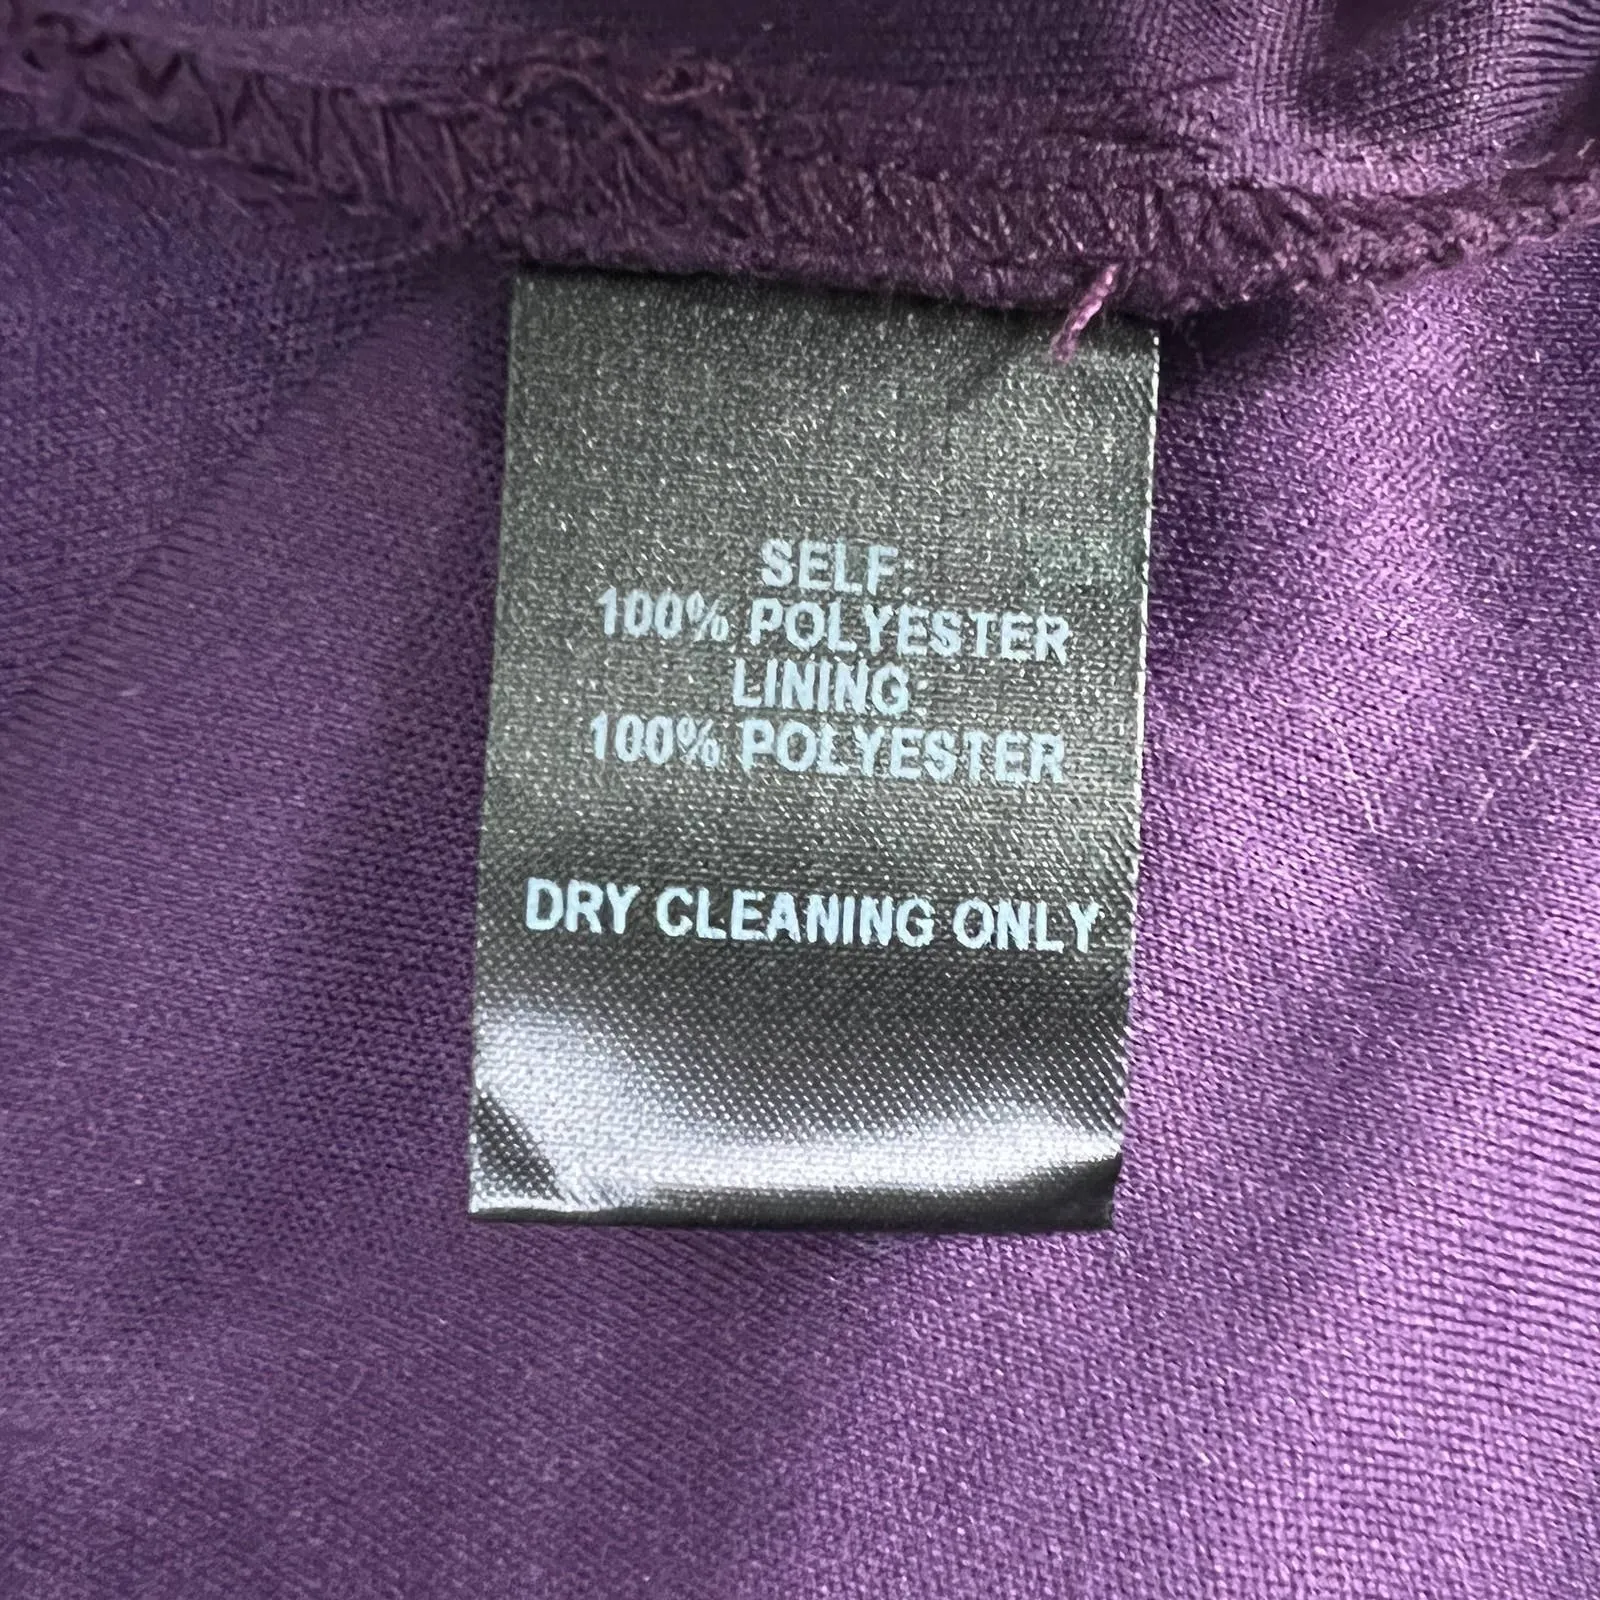 SELF:
100% POLYESTER
LINING:
100% POLYESTER
DRY CLEANING ONLY